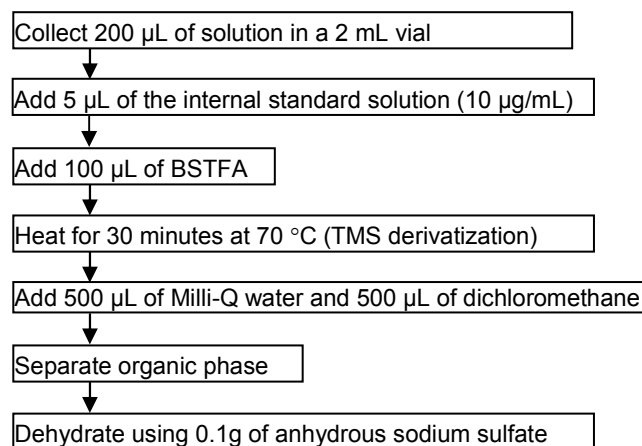 Collect 200 µL of solution in a 2 mL vial
Add 5 µL of the internal standard solution (10 µg/mL)
Add 100 µL of BSTFA
Heat for 30 minutes at 70 °C (TMS derivatization)
Add 500 µL of Milli-Q water and 500 µL of dichloromethane
Separate organic phase
Dehydrate using 0.1g of anhydrous sodium sulfate